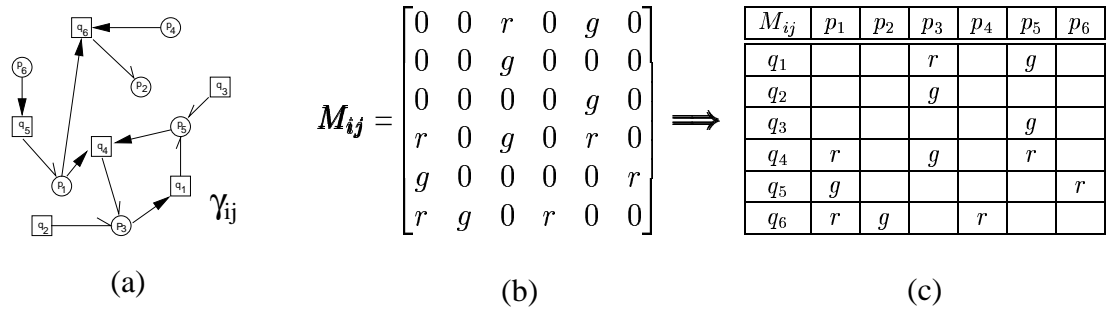 q6
p4
p6
p2
q3
q5
p5
q4
p1
q1
γij
q2
p3
(a)
Mij =
0 0 r 0 g 0
0 0 g 0 0 0
0 0 0 0 g 0
r 0 g 0 r 0
g 0 0 0 0 r
r g 0 r 0 0
⟹
(b)
Mij p1 p2 p3 p4 p5 p6
q1 r g
q2 g
q3 g
q4 r g r
q5 g r
q6 r g r
(c)